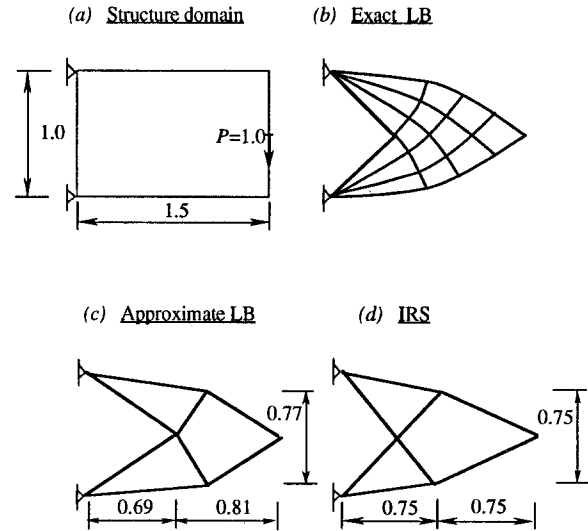 (a) Structure domain
(b) Exact LB
1.0
P=1.0
1.5
(c) Approximate LB
(d) IRS
0.77
0.75
0.69
0.81
0.75
0.75